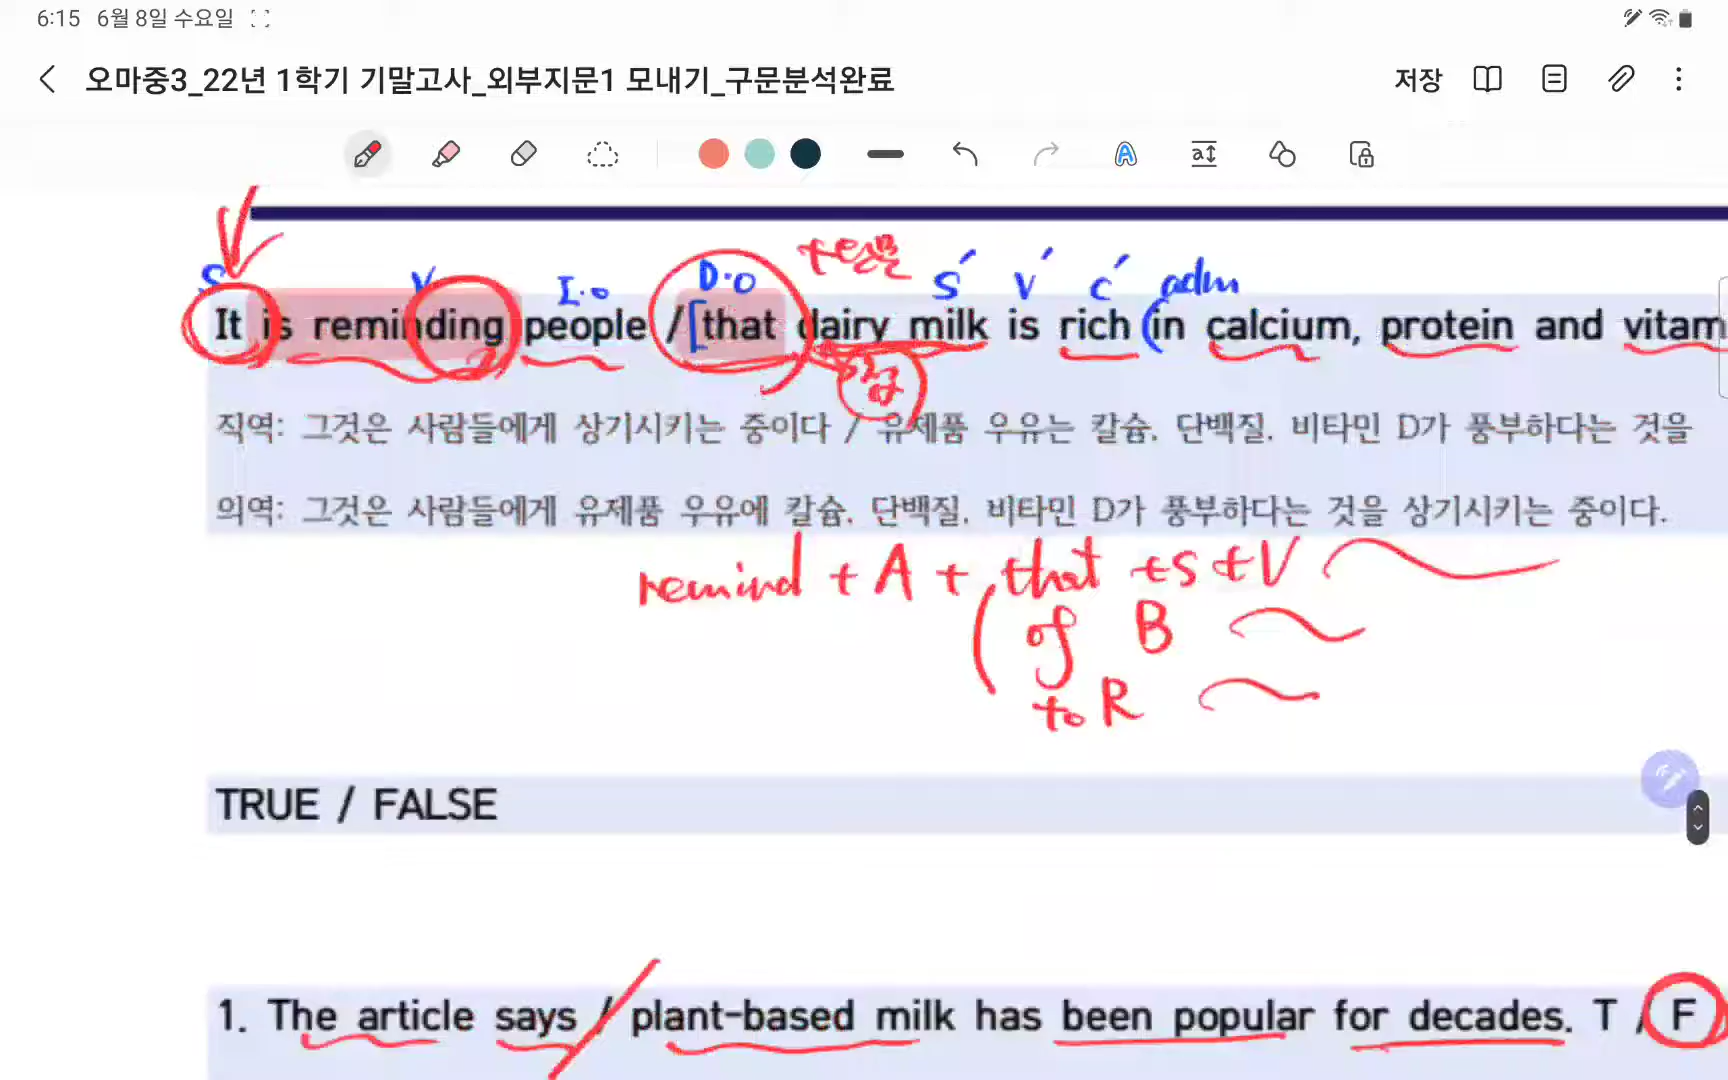 6:15 6월 8일 수요일
오마중3_22년 1학기 기말고사_외부지문1 모내기_구문분석완료 저장
S V I.O D.O S′ V′ C′
It is reminding people / [that dairy milk is rich (in calcium, protein and vitam
접
직역: 그것은 사람들에게 상기시키는 중이다 / 유제품 우유는 칼슘, 단백질, 비타민 D가 풍부하다는 것을
의역: 그것은 사람들에게 유제품 우유에 칼슘, 단백질, 비타민 D가 풍부하다는 것을 상기시키는 중이다.
remind + A + that +S +V
of B
to R
TRUE / FALSE
1. The article says / plant-based milk has been popular for decades. T / F